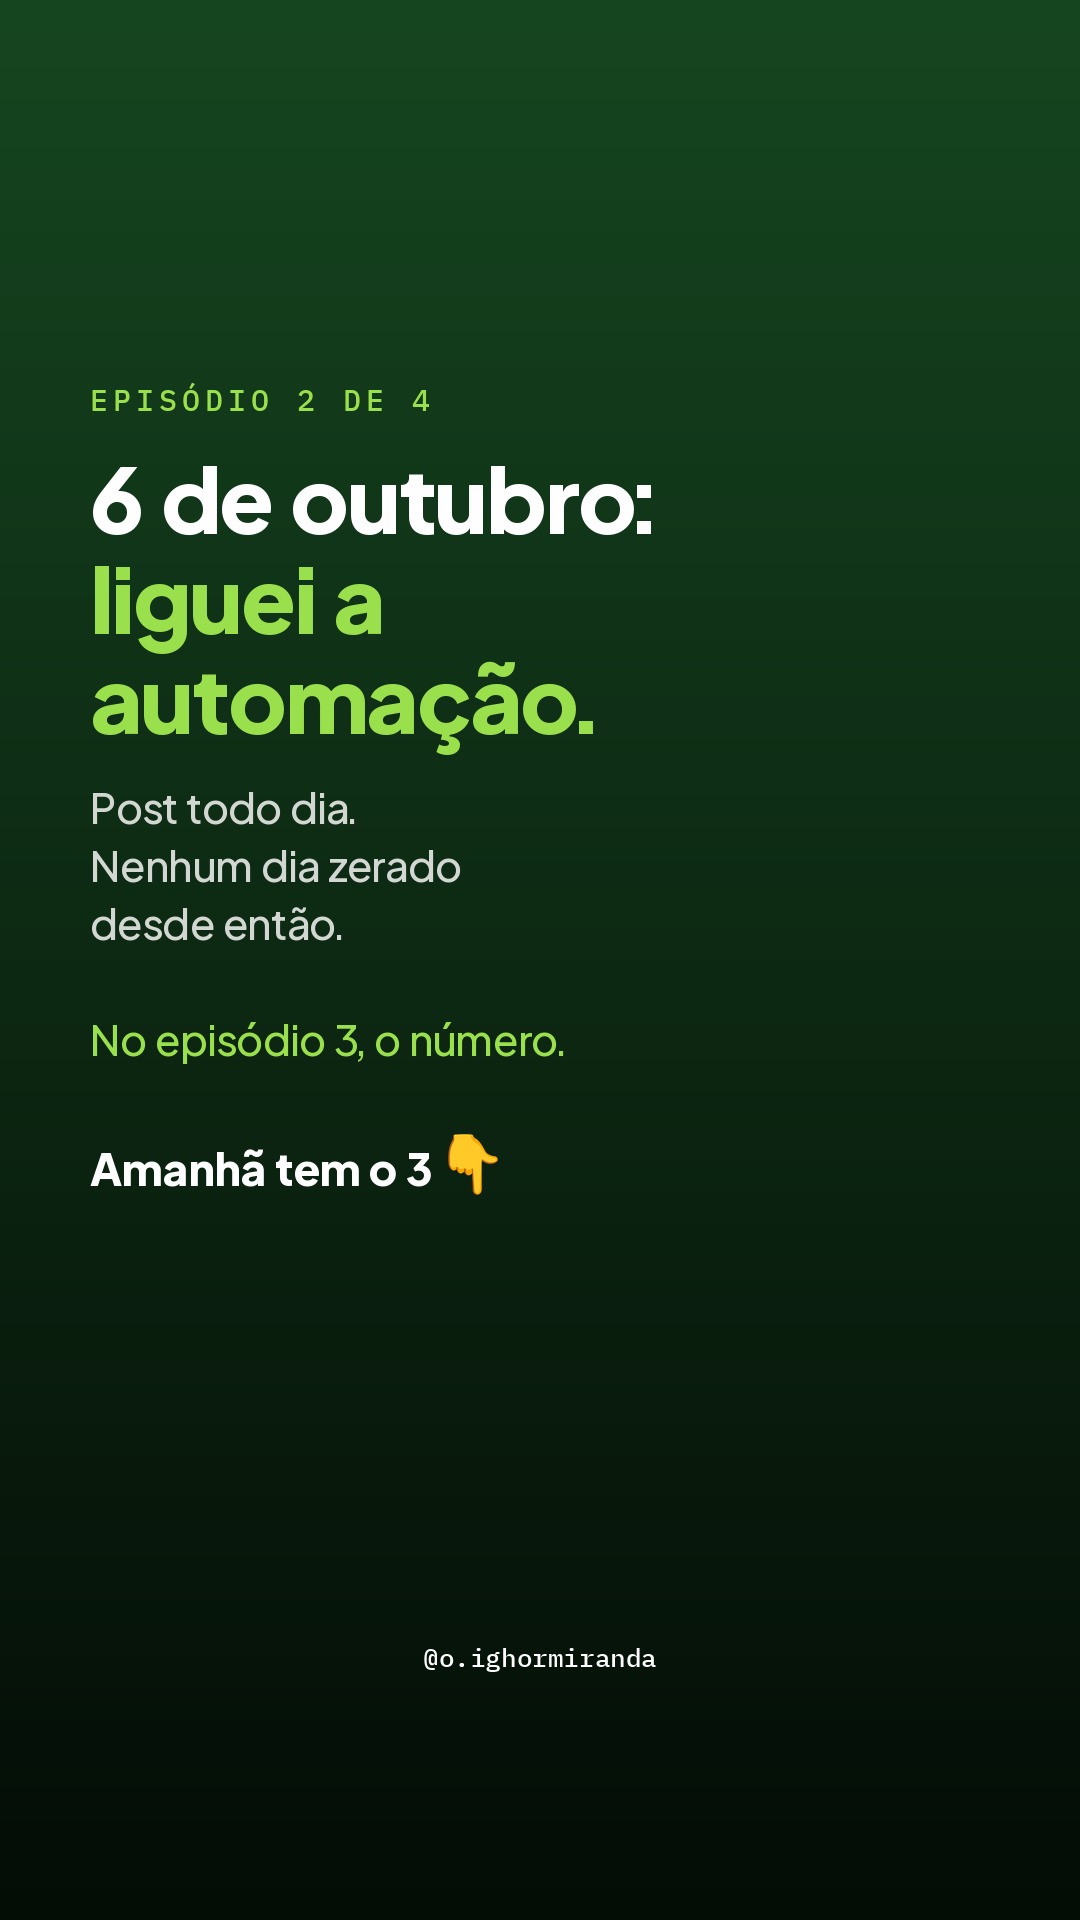 EPISÓDIO 2 DE 4
6 de outubro:
liguei a
automação.
Post todo dia.
Nenhum dia zerado
desde então.
No episódio 3, o número.
Amanhã tem o 3 👇
@o.ighormiranda